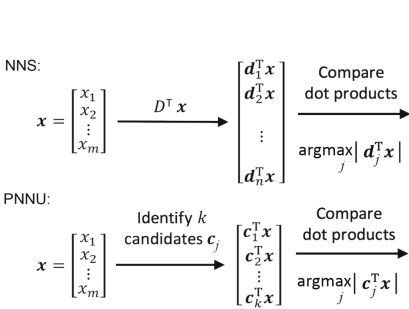 NNS:
x = [x₁ x₂ ⋮ xₘ]
Dᵀ x
[d₁ᵀx d₂ᵀx ⋮ dₙᵀx]
Compare
dot products
argmax | dⱼᵀx |
j
PNNU:
x = [x₁ x₂ ⋮ xₘ]
Identify k
candidates cⱼ
[c₁ᵀx c₂ᵀx ⋮ cₖᵀx]
Compare
dot products
argmax | cⱼᵀx |
j